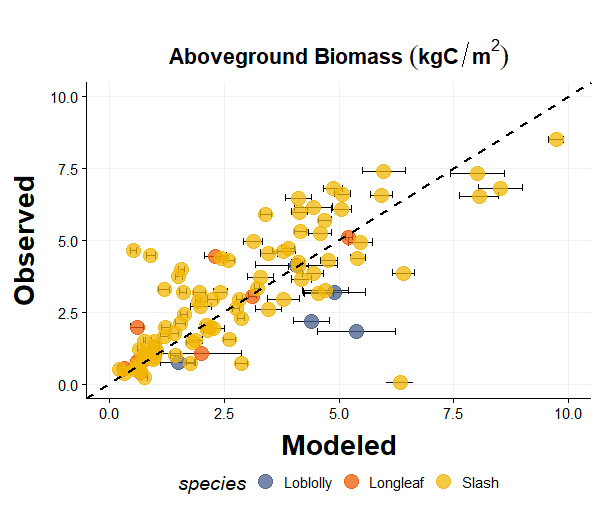 Aboveground Biomass (kgC/m²)
10.0
7.5
5.0
2.5
0.0
Observed
0.0 2.5 5.0 7.5 10.0
Modeled
species Loblolly Longleaf Slash